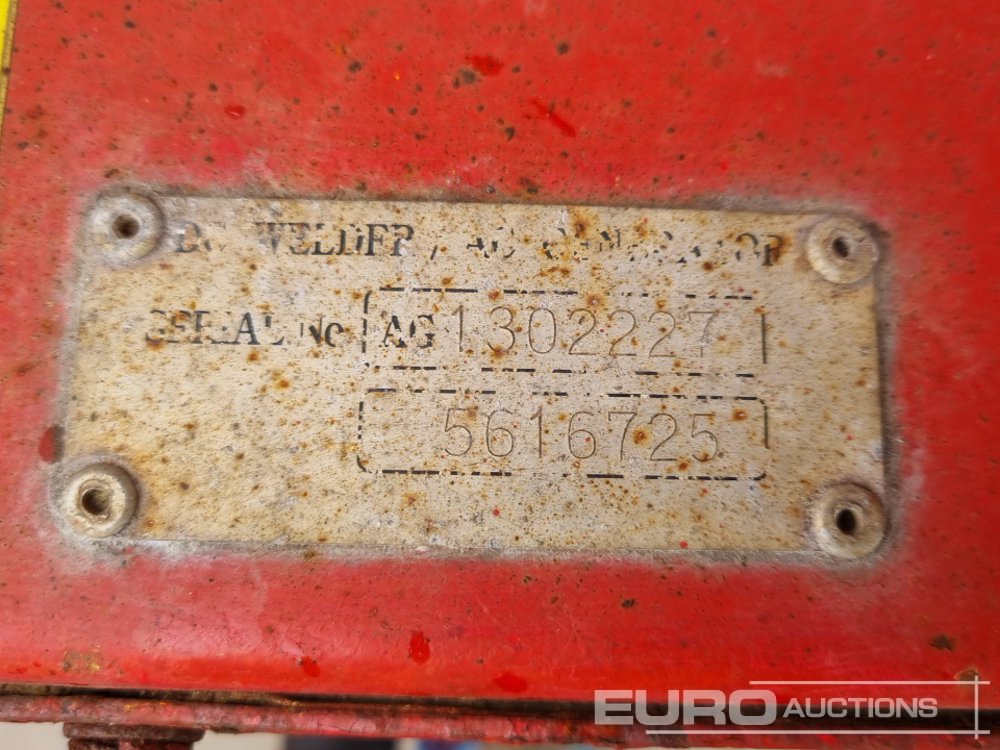 DC WELDER / AC GENERATOR
SERIAL No AG1302227
5616725
EURO AUCTIONS